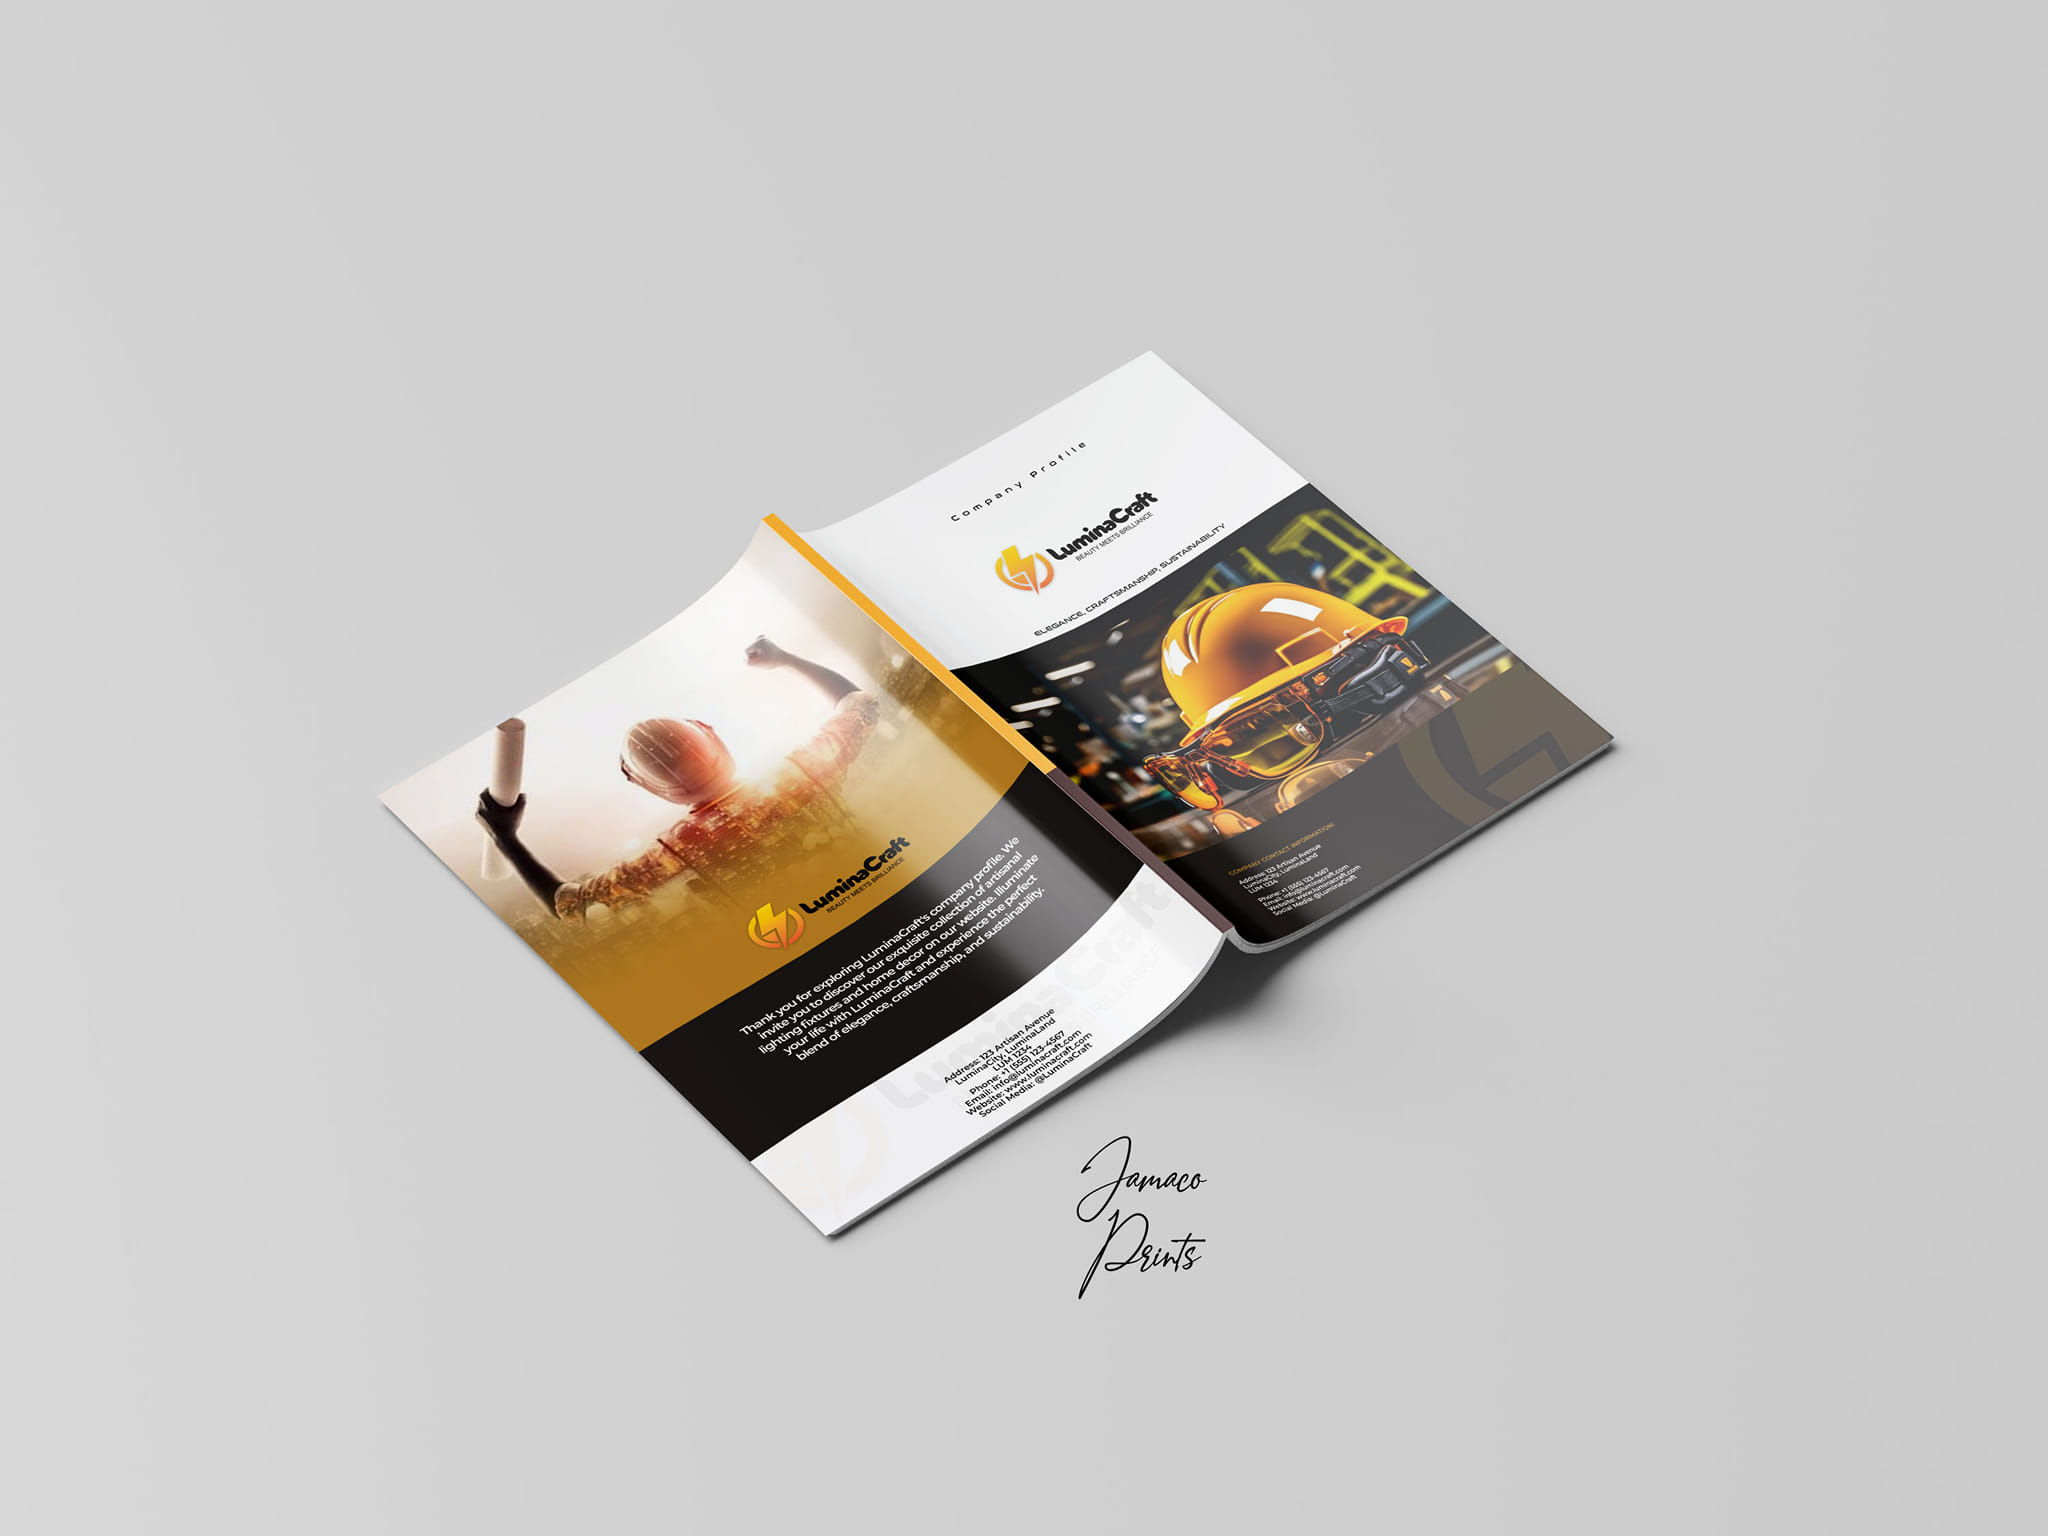 Company Profile
LuminaCraft
BEAUTY MEETS BRILLIANCE
ELEGANCE, CRAFTSMANSHIP, SUSTAINABILITY
COMPANY CONTACT INFORMATION:
Address: 123 Artisan Avenue
LuminaCity, LuminaLand
LUM 1234
Phone: +1 (555) 123-4567
Email: info@luminacraft.com
Website: www.luminacraft.com
Social Media: @LuminaCraft
LuminaCraft
BEAUTY MEETS BRILLIANCE
Thank you for exploring LuminaCraft's company profile. We
invite you to discover our exquisite collection of artisanal
lighting fixtures and home decor on our website. Illuminate
your life with LuminaCraft and experience the perfect
blend of elegance, craftsmanship, and sustainability.
LuminaCraft
BRILLIANCE
Address: 123 Artisan Avenue
LuminaCity, LuminaLand
LUM 1234
Phone: +1 (555) 123-4567
Email: info@luminacraft.com
Website: www.luminacraft.com
Social Media: @LuminaCraft
Jamaco
Prints